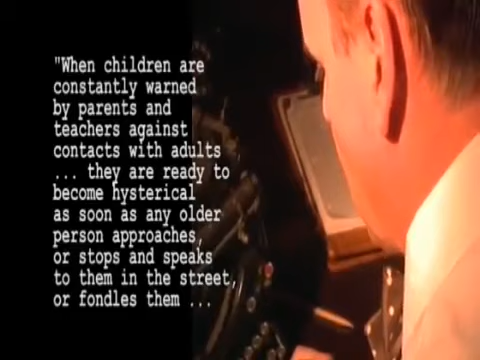 "When children are
constantly warned
by parents and
teachers against
contacts with adults
... they are ready to
become hysterical
as soon as any older
person approaches,
or stops and speaks
to them in the street,
or fondles them ...